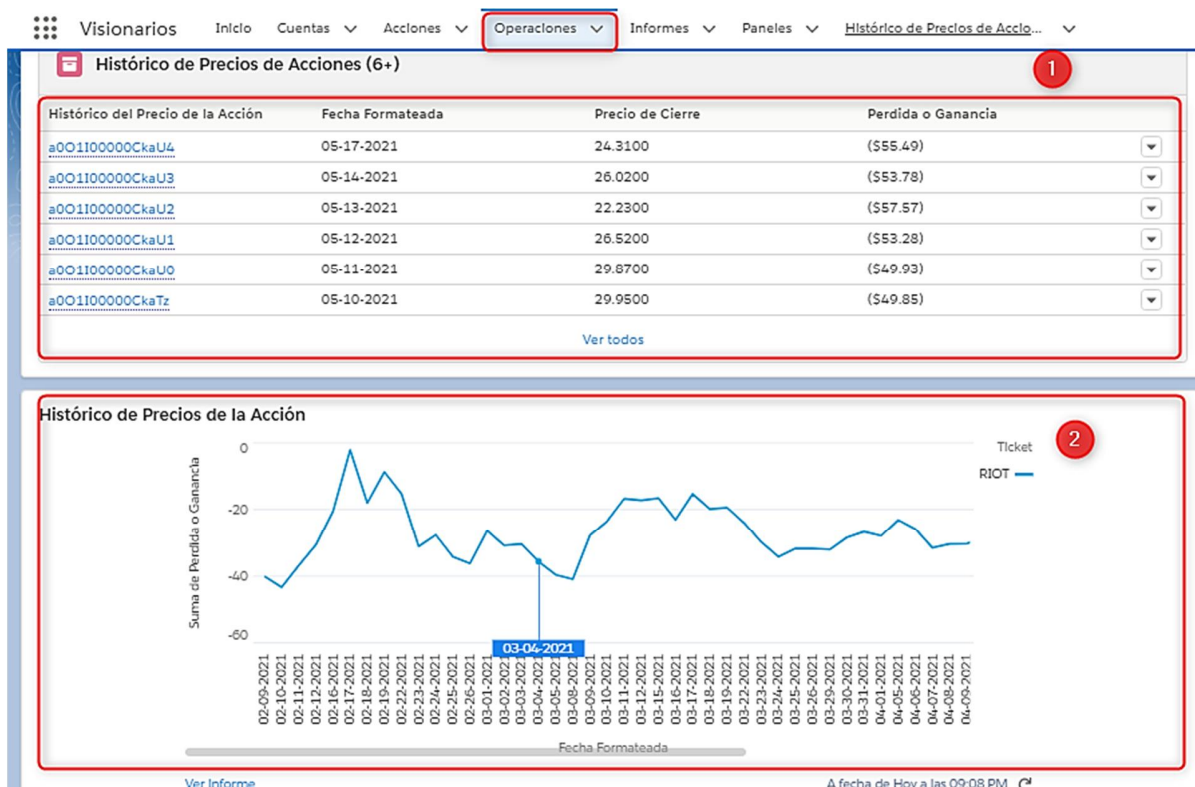 Visionarios Inicio Cuentas Acciones Operaciones Informes Paneles Histórico de Precios de Accio...
Histórico de Precios de Acciones (6+)
1
Histórico del Precio de la Acción Fecha Formateada Precio de Cierre Perdida o Ganancia
a0O1I00000CkaU4 05-17-2021 24.3100 ($55.49)
a0O1I00000CkaU3 05-14-2021 26.0200 ($53.78)
a0O1I00000CkaU2 05-13-2021 22.2300 ($57.57)
a0O1I00000CkaU1 05-12-2021 26.5200 ($53.28)
a0O1I00000CkaU0 05-11-2021 29.8700 ($49.93)
a0O1I00000CkaTz 05-10-2021 29.9500 ($49.85)
Ver todos
Histórico de Precios de la Acción
2
Ticket
RIOT
Suma de Perdida o Ganancia
0
-20
-40
-60
03-04-2021
02-09-2021
02-10-2021
02-11-2021
02-12-2021
02-16-2021
02-17-2021
02-18-2021
02-19-2021
02-22-2021
02-23-2021
02-24-2021
02-25-2021
02-26-2021
03-01-2021
03-02-2021
03-03-2021
03-04-2021
03-05-2021
03-08-2021
03-09-2021
03-10-2021
03-11-2021
03-12-2021
03-15-2021
03-16-2021
03-17-2021
03-18-2021
03-19-2021
03-22-2021
03-23-2021
03-24-2021
03-25-2021
03-26-2021
03-29-2021
03-30-2021
03-31-2021
04-01-2021
04-05-2021
04-06-2021
04-07-2021
04-08-2021
04-09-2021
Fecha Formateada
Ver Informe
A fecha de Hoy a las 09:08 PM